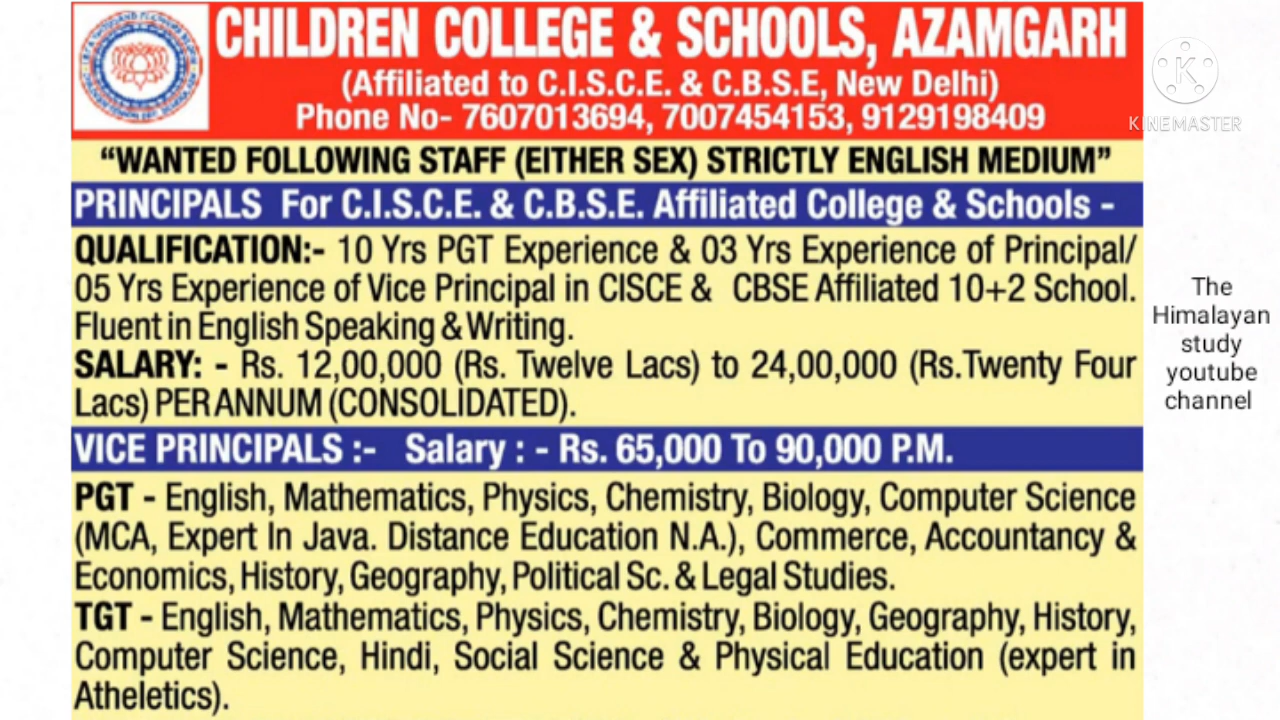 CHILDREN COLLEGE & SCHOOLS, AZAMGARH
(Affiliated to C.I.S.C.E. & C.B.S.E, New Delhi)
Phone No- 7607013694, 7007454153, 9129198409
KINEMASTER
“WANTED FOLLOWING STAFF (EITHER SEX) STRICTLY ENGLISH MEDIUM”
PRINCIPALS For C.I.S.C.E. & C.B.S.E. Affiliated College & Schools -
QUALIFICATION:- 10 Yrs PGT Experience & 03 Yrs Experience of Principal/
05 Yrs Experience of Vice Principal in CISCE & CBSE Affiliated 10+2 School.
Fluent in English Speaking & Writing.
SALARY: - Rs. 12,00,000 (Rs. Twelve Lacs) to 24,00,000 (Rs.Twenty Four
Lacs) PER ANNUM (CONSOLIDATED).
VICE PRINCIPALS :- Salary : - Rs. 65,000 To 90,000 P.M.
PGT - English, Mathematics, Physics, Chemistry, Biology, Computer Science
(MCA, Expert In Java. Distance Education N.A.), Commerce, Accountancy &
Economics, History, Geography, Political Sc. & Legal Studies.
TGT - English, Mathematics, Physics, Chemistry, Biology, Geography, History,
Computer Science, Hindi, Social Science & Physical Education (expert in
Atheletics).
The
Himalayan
study
youtube
channel